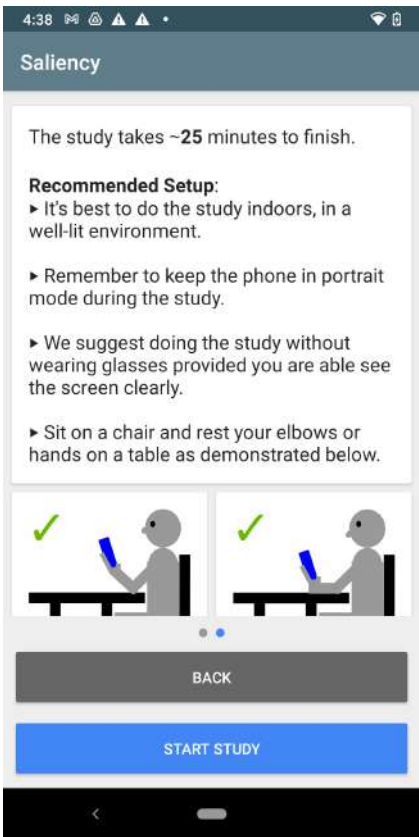 4:38
Saliency
The study takes ~25 minutes to finish.
Recommended Setup:
▸ It's best to do the study indoors, in a
well-lit environment.
▸ Remember to keep the phone in portrait
mode during the study.
▸ We suggest doing the study without
wearing glasses provided you are able see
the screen clearly.
▸ Sit on a chair and rest your elbows or
hands on a table as demonstrated below.
BACK
START STUDY